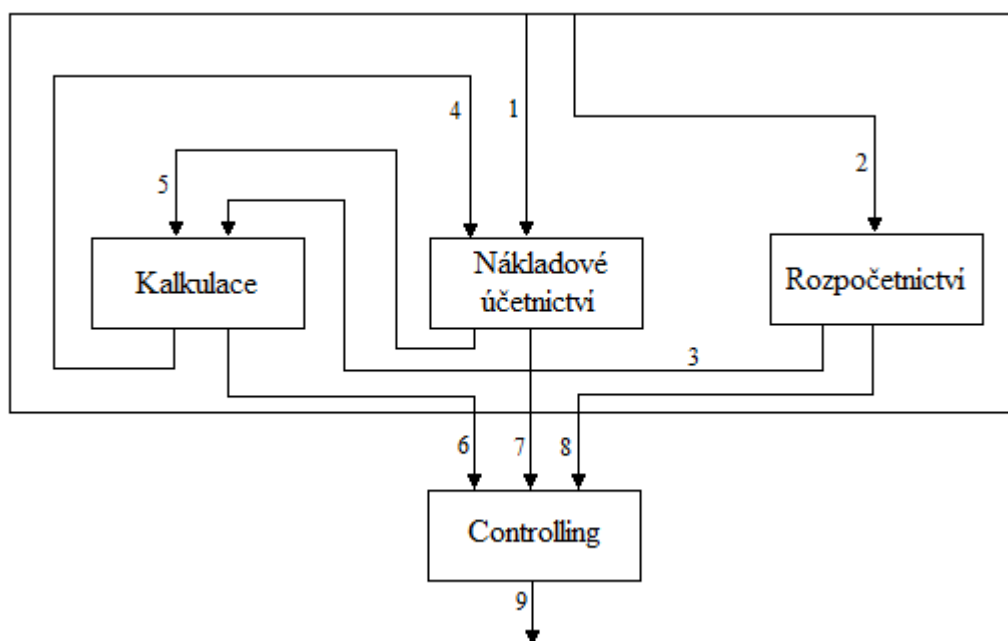 4
1
2
5
Kalkulace
Nákladové
účetnictví
Rozpočetnictví
3
6
7
8
Controlling
9